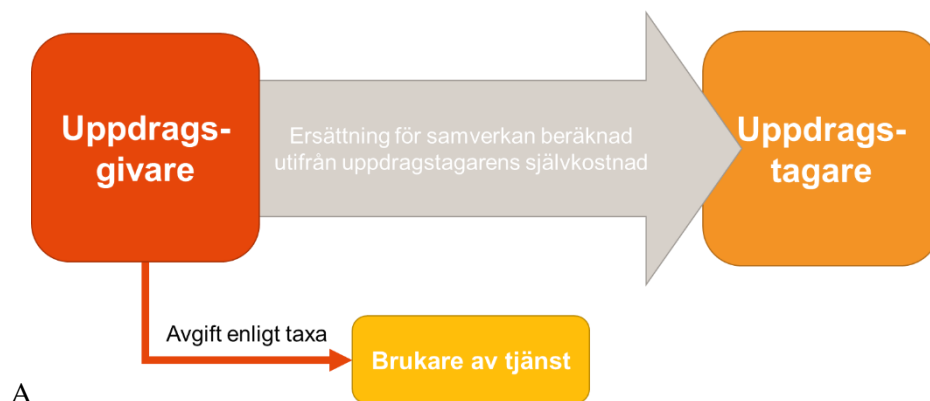 Uppdrags-
givare
Ersättning för samverkan beräknad
utifrån uppdragstagarens självkostnad
Uppdrags-
tagare
Avgift enligt taxa
Brukare av tjänst
A